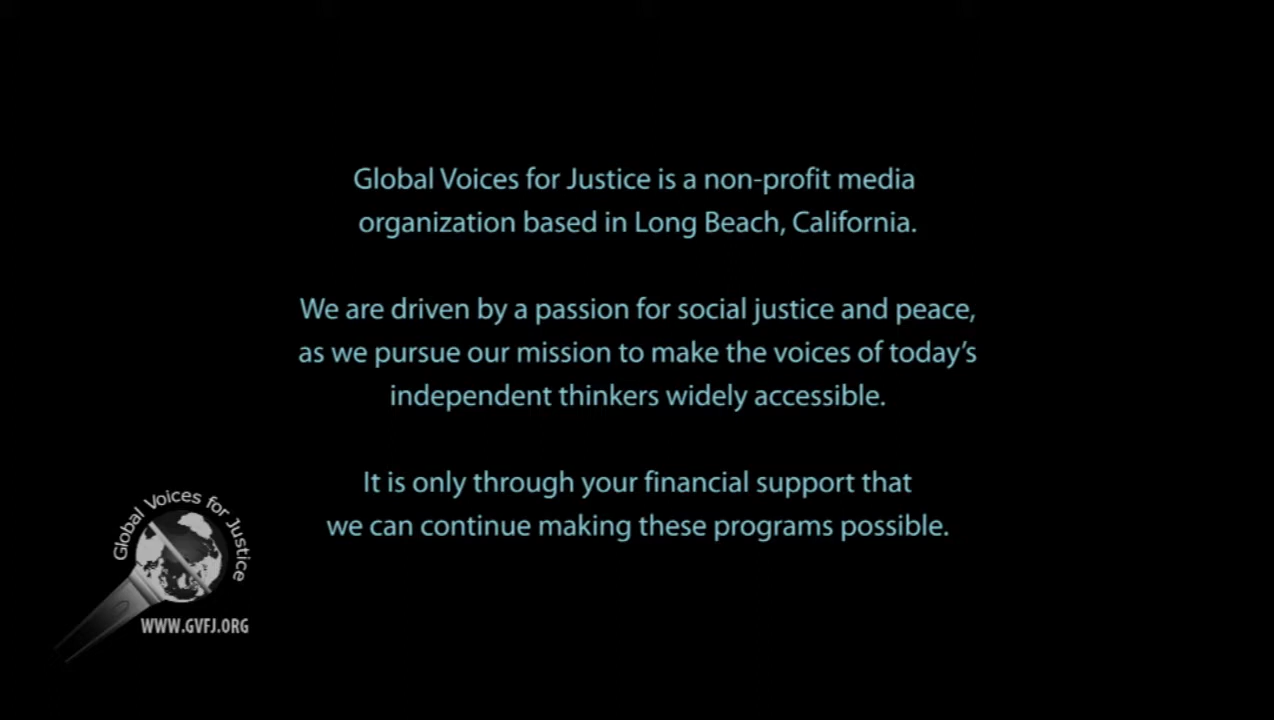 Global Voices for Justice is a non-profit media
organization based in Long Beach, California.
We are driven by a passion for social justice and peace,
as we pursue our mission to make the voices of today's
independent thinkers widely accessible.
It is only through your financial support that
we can continue making these programs possible.
Global Voices for Justice
WWW.GVFJ.ORG